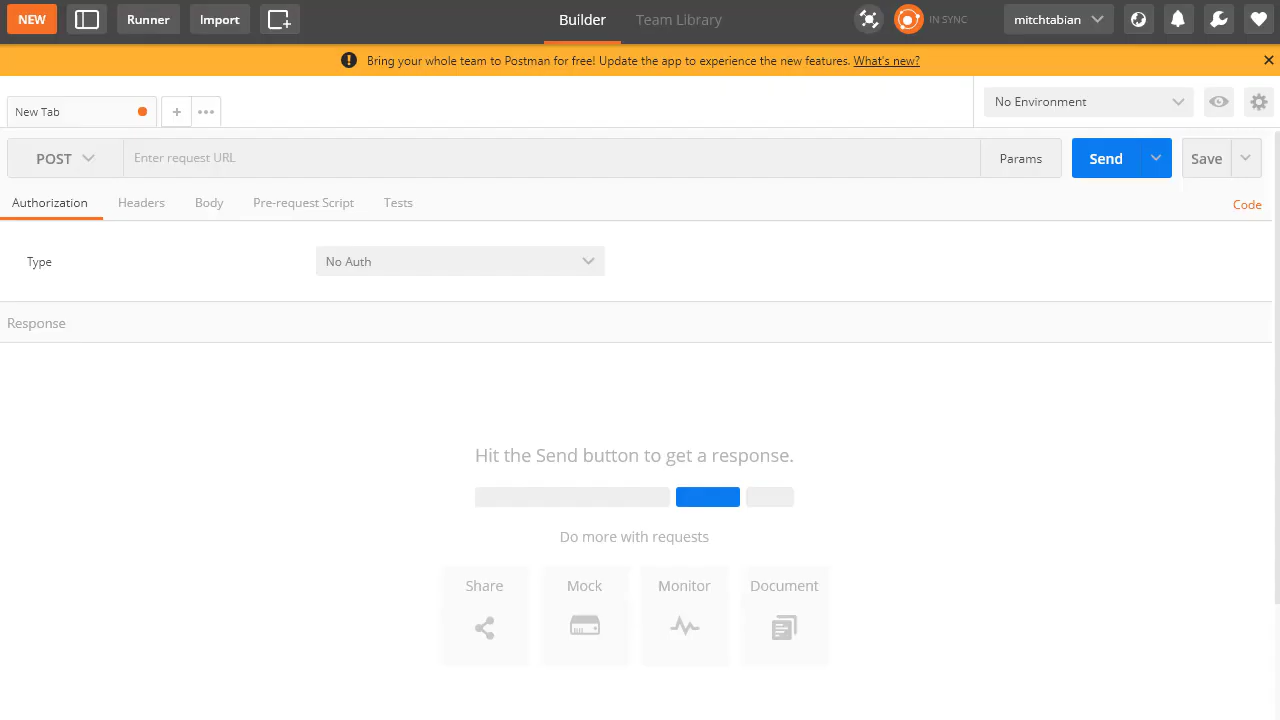 NEW Runner Import Builder Team Library IN SYNC mitchtabian
Bring your whole team to Postman for free! Update the app to experience the new features. What's new?
New Tab + ••• No Environment
POST Enter request URL Params Send Save
Authorization Headers Body Pre-request Script Tests Code
Type No Auth
Response
Hit the Send button to get a response.
Do more with requests
Share Mock Monitor Document